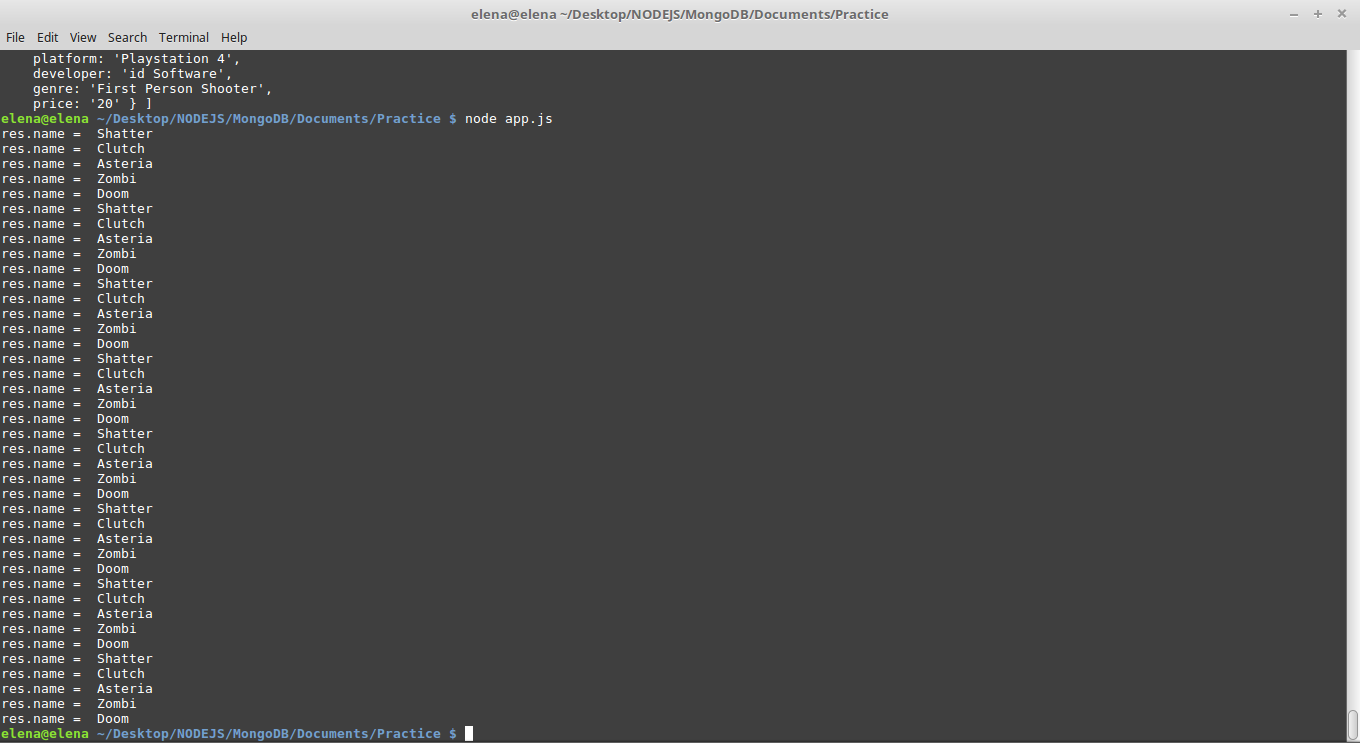 elena@elena ~/Desktop/NODEJS/MongoDB/Documents/Practice
File Edit View Search Terminal Help
    platform: 'Playstation 4',
    developer: 'id Software',
    genre: 'First Person Shooter',
    price: '20' } ]
elena@elena ~/Desktop/NODEJS/MongoDB/Documents/Practice $ node app.js
res.name =  Shatter
res.name =  Clutch
res.name =  Asteria
res.name =  Zombi
res.name =  Doom
res.name =  Shatter
res.name =  Clutch
res.name =  Asteria
res.name =  Zombi
res.name =  Doom
res.name =  Shatter
res.name =  Clutch
res.name =  Asteria
res.name =  Zombi
res.name =  Doom
res.name =  Shatter
res.name =  Clutch
res.name =  Asteria
res.name =  Zombi
res.name =  Doom
res.name =  Shatter
res.name =  Clutch
res.name =  Asteria
res.name =  Zombi
res.name =  Doom
res.name =  Shatter
res.name =  Clutch
res.name =  Asteria
res.name =  Zombi
res.name =  Doom
res.name =  Shatter
res.name =  Clutch
res.name =  Asteria
res.name =  Zombi
res.name =  Doom
res.name =  Shatter
res.name =  Clutch
res.name =  Asteria
res.name =  Zombi
res.name =  Doom
elena@elena ~/Desktop/NODEJS/MongoDB/Documents/Practice $